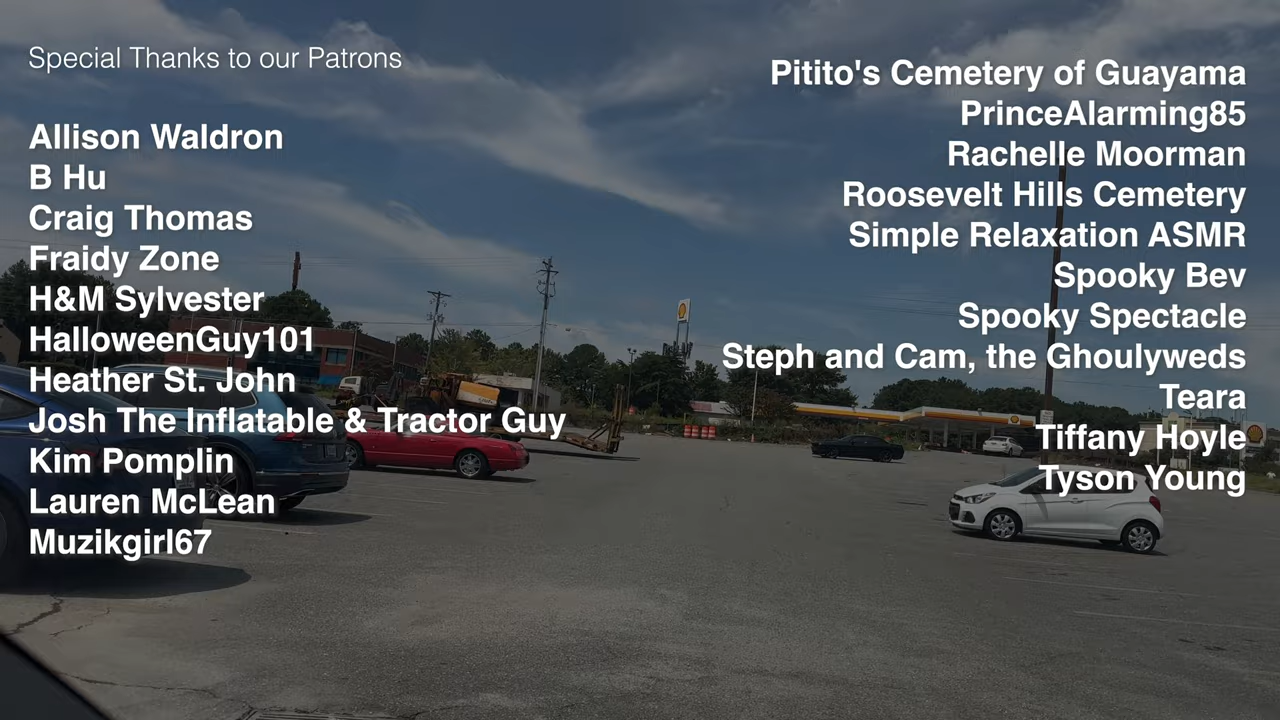 Special Thanks to our Patrons
Allison Waldron
B Hu
Craig Thomas
Fraidy Zone
H&M Sylvester
HalloweenGuy101
Heather St. John
Josh The Inflatable & Tractor Guy
Kim Pomplin
Lauren McLean
Muzikgirl67
Pitito's Cemetery of Guayama
PrinceAlarming85
Rachelle Moorman
Roosevelt Hills Cemetery
Simple Relaxation ASMR
Spooky Bev
Spooky Spectacle
Steph and Cam, the Ghoulyweds
Teara
Tiffany Hoyle
Tyson Young